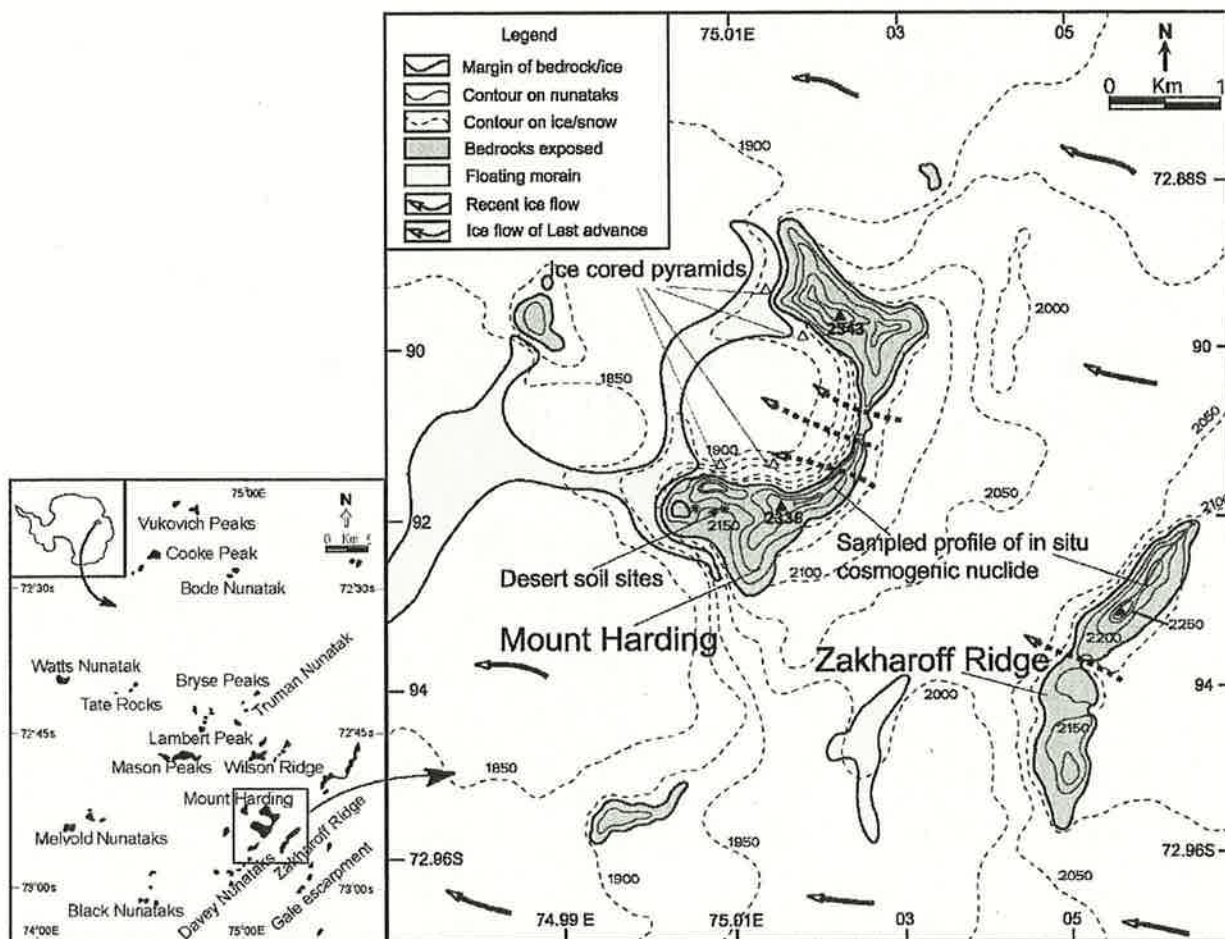 Legend
Margin of bedrock/ice
Contour on nunataks
Contour on ice/snow
Bedrocks exposed
Floating morain
Recent ice flow
Ice flow of Last advance
75.01E
03
05
N
0 Km 1
1900
72.88S
Ice cored pyramids
2000
2343
90
90
1850
2050
1900
2050
2100
92
92
2150
2336
Desert soil sites
Sampled profile of in situ
cosmogenic nuclide
2100
Mount Harding
2250
2200
Zakharoff Ridge
94
94
2000
2150
1850
1950
72.96S
72.96S
1900
2050
74.99 E
75.01
03
05
75°00E
N
0 Km
Vukovich Peaks
Cooke Peak
Bode Nunatak
72°30s
72°30s
Watts Nunatak
Bryse Peaks
Truman Nunatak
Tate Rocks
72°45s
Lambert Peak
72°45s
Mason Peaks
Wilson Ridge
Mount Harding
Melvold Nunataks
Zakharoff Ridge
Davey Nunataks
Gale escarpment
73°00s
73°00s
Black Nunataks
74°00E
75°00E